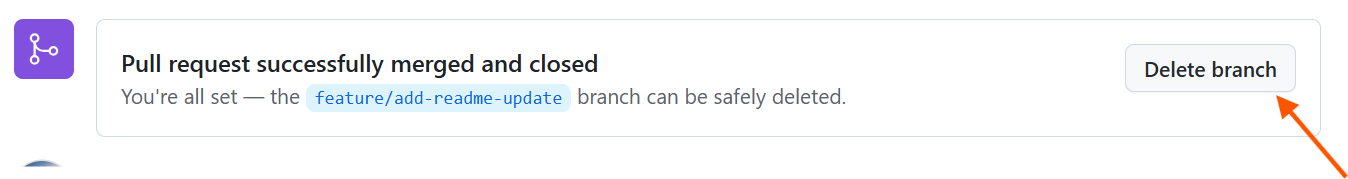 Pull request successfully merged and closed
You're all set — the feature/add-readme-update branch can be safely deleted.
Delete branch